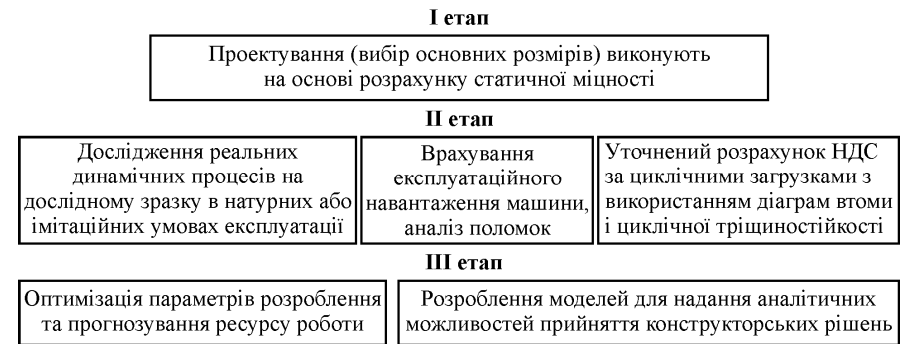 І етап
Проектування (вибір основних розмірів) виконують
на основі розрахунку статичної міцності
ІІ етап
Дослідження реальних
динамічних процесів на
дослідному зразку в натурних або
імітаційних умовах експлуатації
Врахування
експлуатаційного
навантаження машини,
аналіз поломок
Уточнений розрахунок НДС
за циклічними загрузками з
використанням діаграм втоми
і циклічної тріщиностійкості
ІІІ етап
Оптимізація параметрів розроблення
та прогнозування ресурсу роботи
Розроблення моделей для надання аналітичних
можливостей прийняття конструкторських рішень